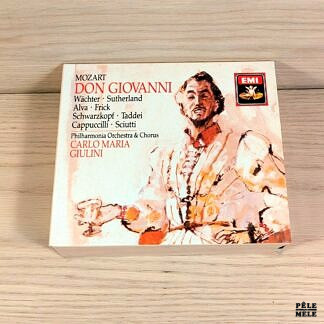 MOZART
DON GIOVANNI
Wächter · Sutherland
Alva · Frick
Schwarzkopf · Taddei
Cappuccilli · Sciutti
Philharmonia Orchestra & Chorus
CARLO MARIA
GIULINI
EMI
PÊLE
MÊLE